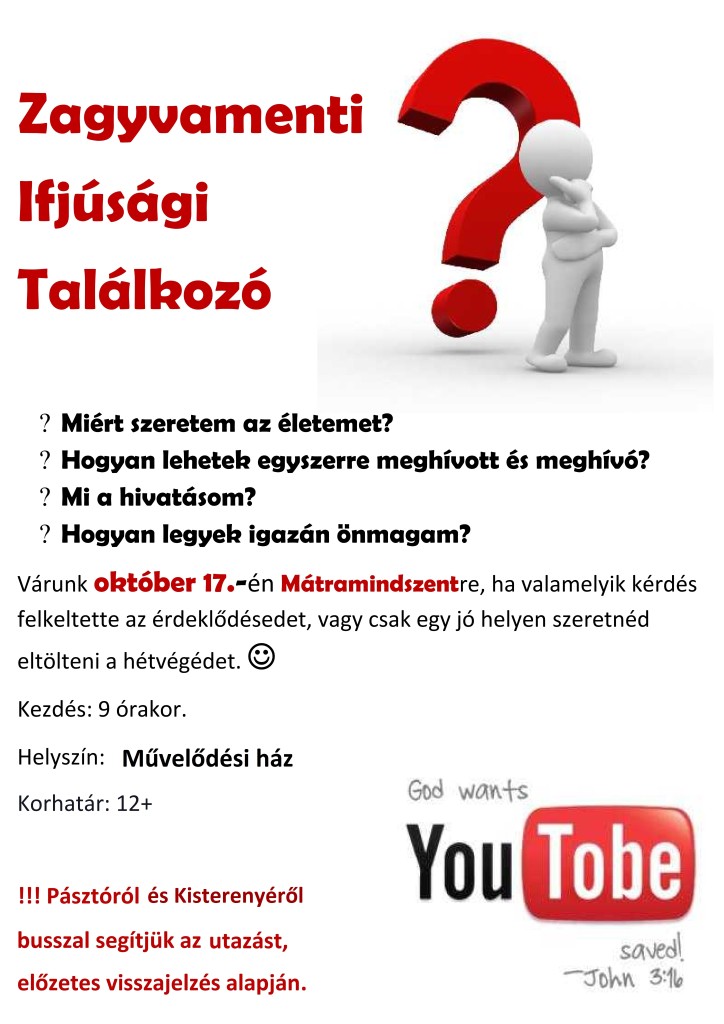 Zagyvamenti
Ifjúsági
Találkozó
? Miért szeretem az életemet?
? Hogyan lehetek egyszerre meghívott és meghívó?
? Mi a hivatásom?
? Hogyan legyek igazán önmagam?
Várunk október 17.-én Mátramindszentre, ha valamelyik kérdés
felkeltette az érdeklődésedet, vagy csak egy jó helyen szeretnéd
eltölteni a hétvégédet. ☺
Kezdés: 9 órakor.
Helyszín: Művelődési ház
Korhatár: 12+
!!! Pásztóról és Kisterenyéről
busszal segítjük az utazást,
előzetes visszajelzés alapján.
God wants
YouTobe
saved!
—John 3:16